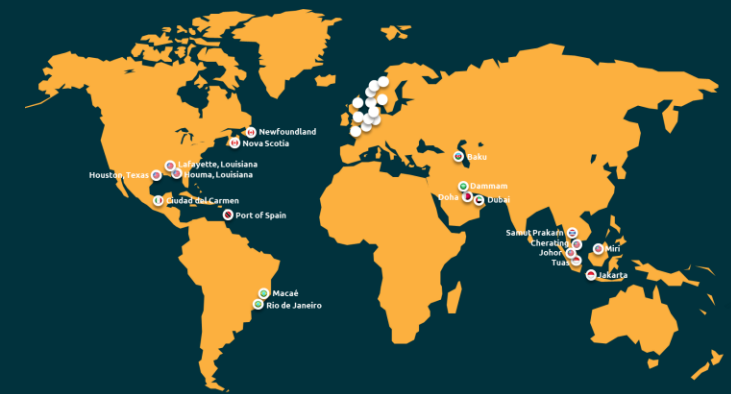 Newfoundland
Nova Scotia
Lafayette, Louisiana
Houston, Texas
Houma, Louisiana
Ciudad del Carmen
Port of Spain
Macaé
Rio de Janeiro
Baku
Dammam
Doha
Dubai
Samut Prakarn
Cherating
Johor
Miri
Tuas
Jakarta